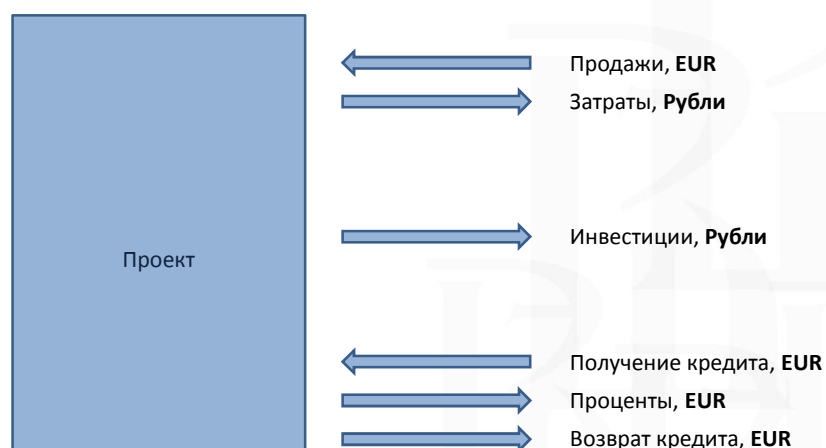 Продажи, EUR
Затраты, Рубли
Инвестиции, Рубли
Проект
Получение кредита, EUR
Проценты, EUR
Возврат кредита, EUR